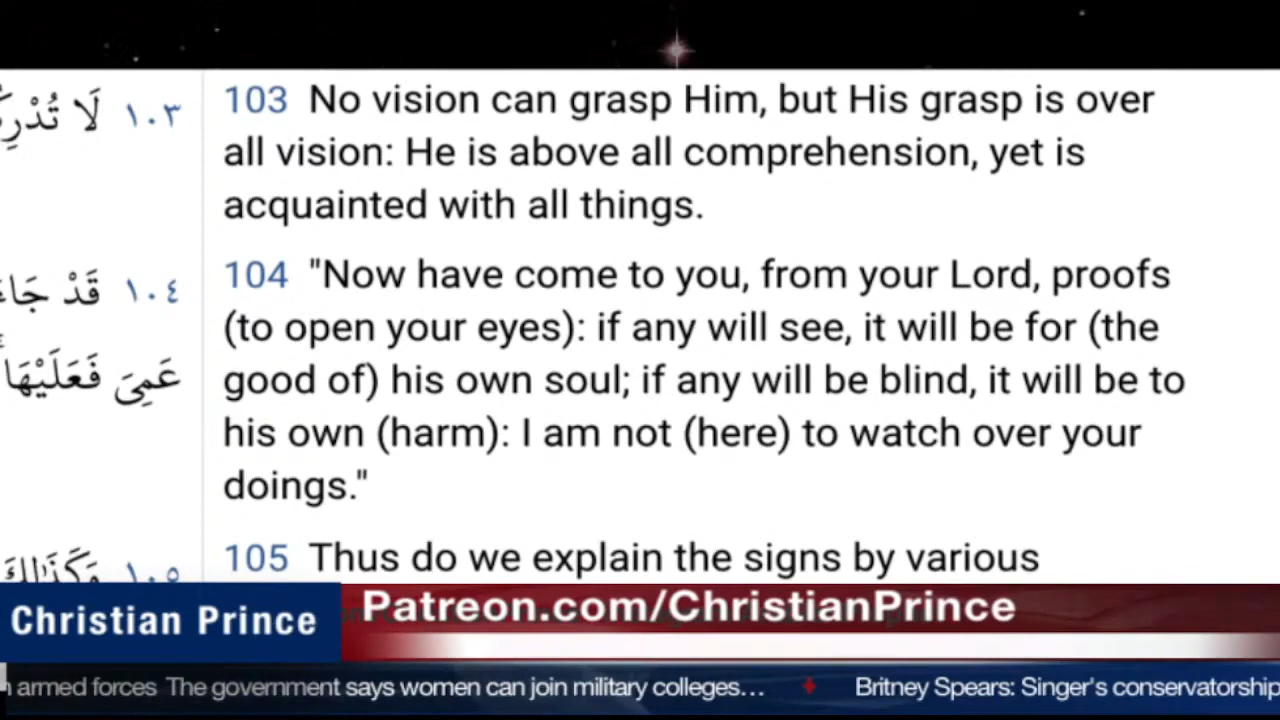 ١٠٣ لَا
103 No vision can grasp Him, but His grasp is over
all vision: He is above all comprehension, yet is
acquainted with all things.
١٠٤ قَدْ
104 "Now have come to you, from your Lord, proofs
(to open your eyes): if any will see, it will be for (the
عَمِىَ فَعَلَيْهَا
good of) his own soul; if any will be blind, it will be to
his own (harm): I am not (here) to watch over your
doings."
١٠٥ وَكَذَٰلِكَ
105 Thus do we explain the signs by various
Christian Prince
Patreon.com/ChristianPrince
armed forces The government says women can join military colleges... Britney Spears: Singer's conservatorship